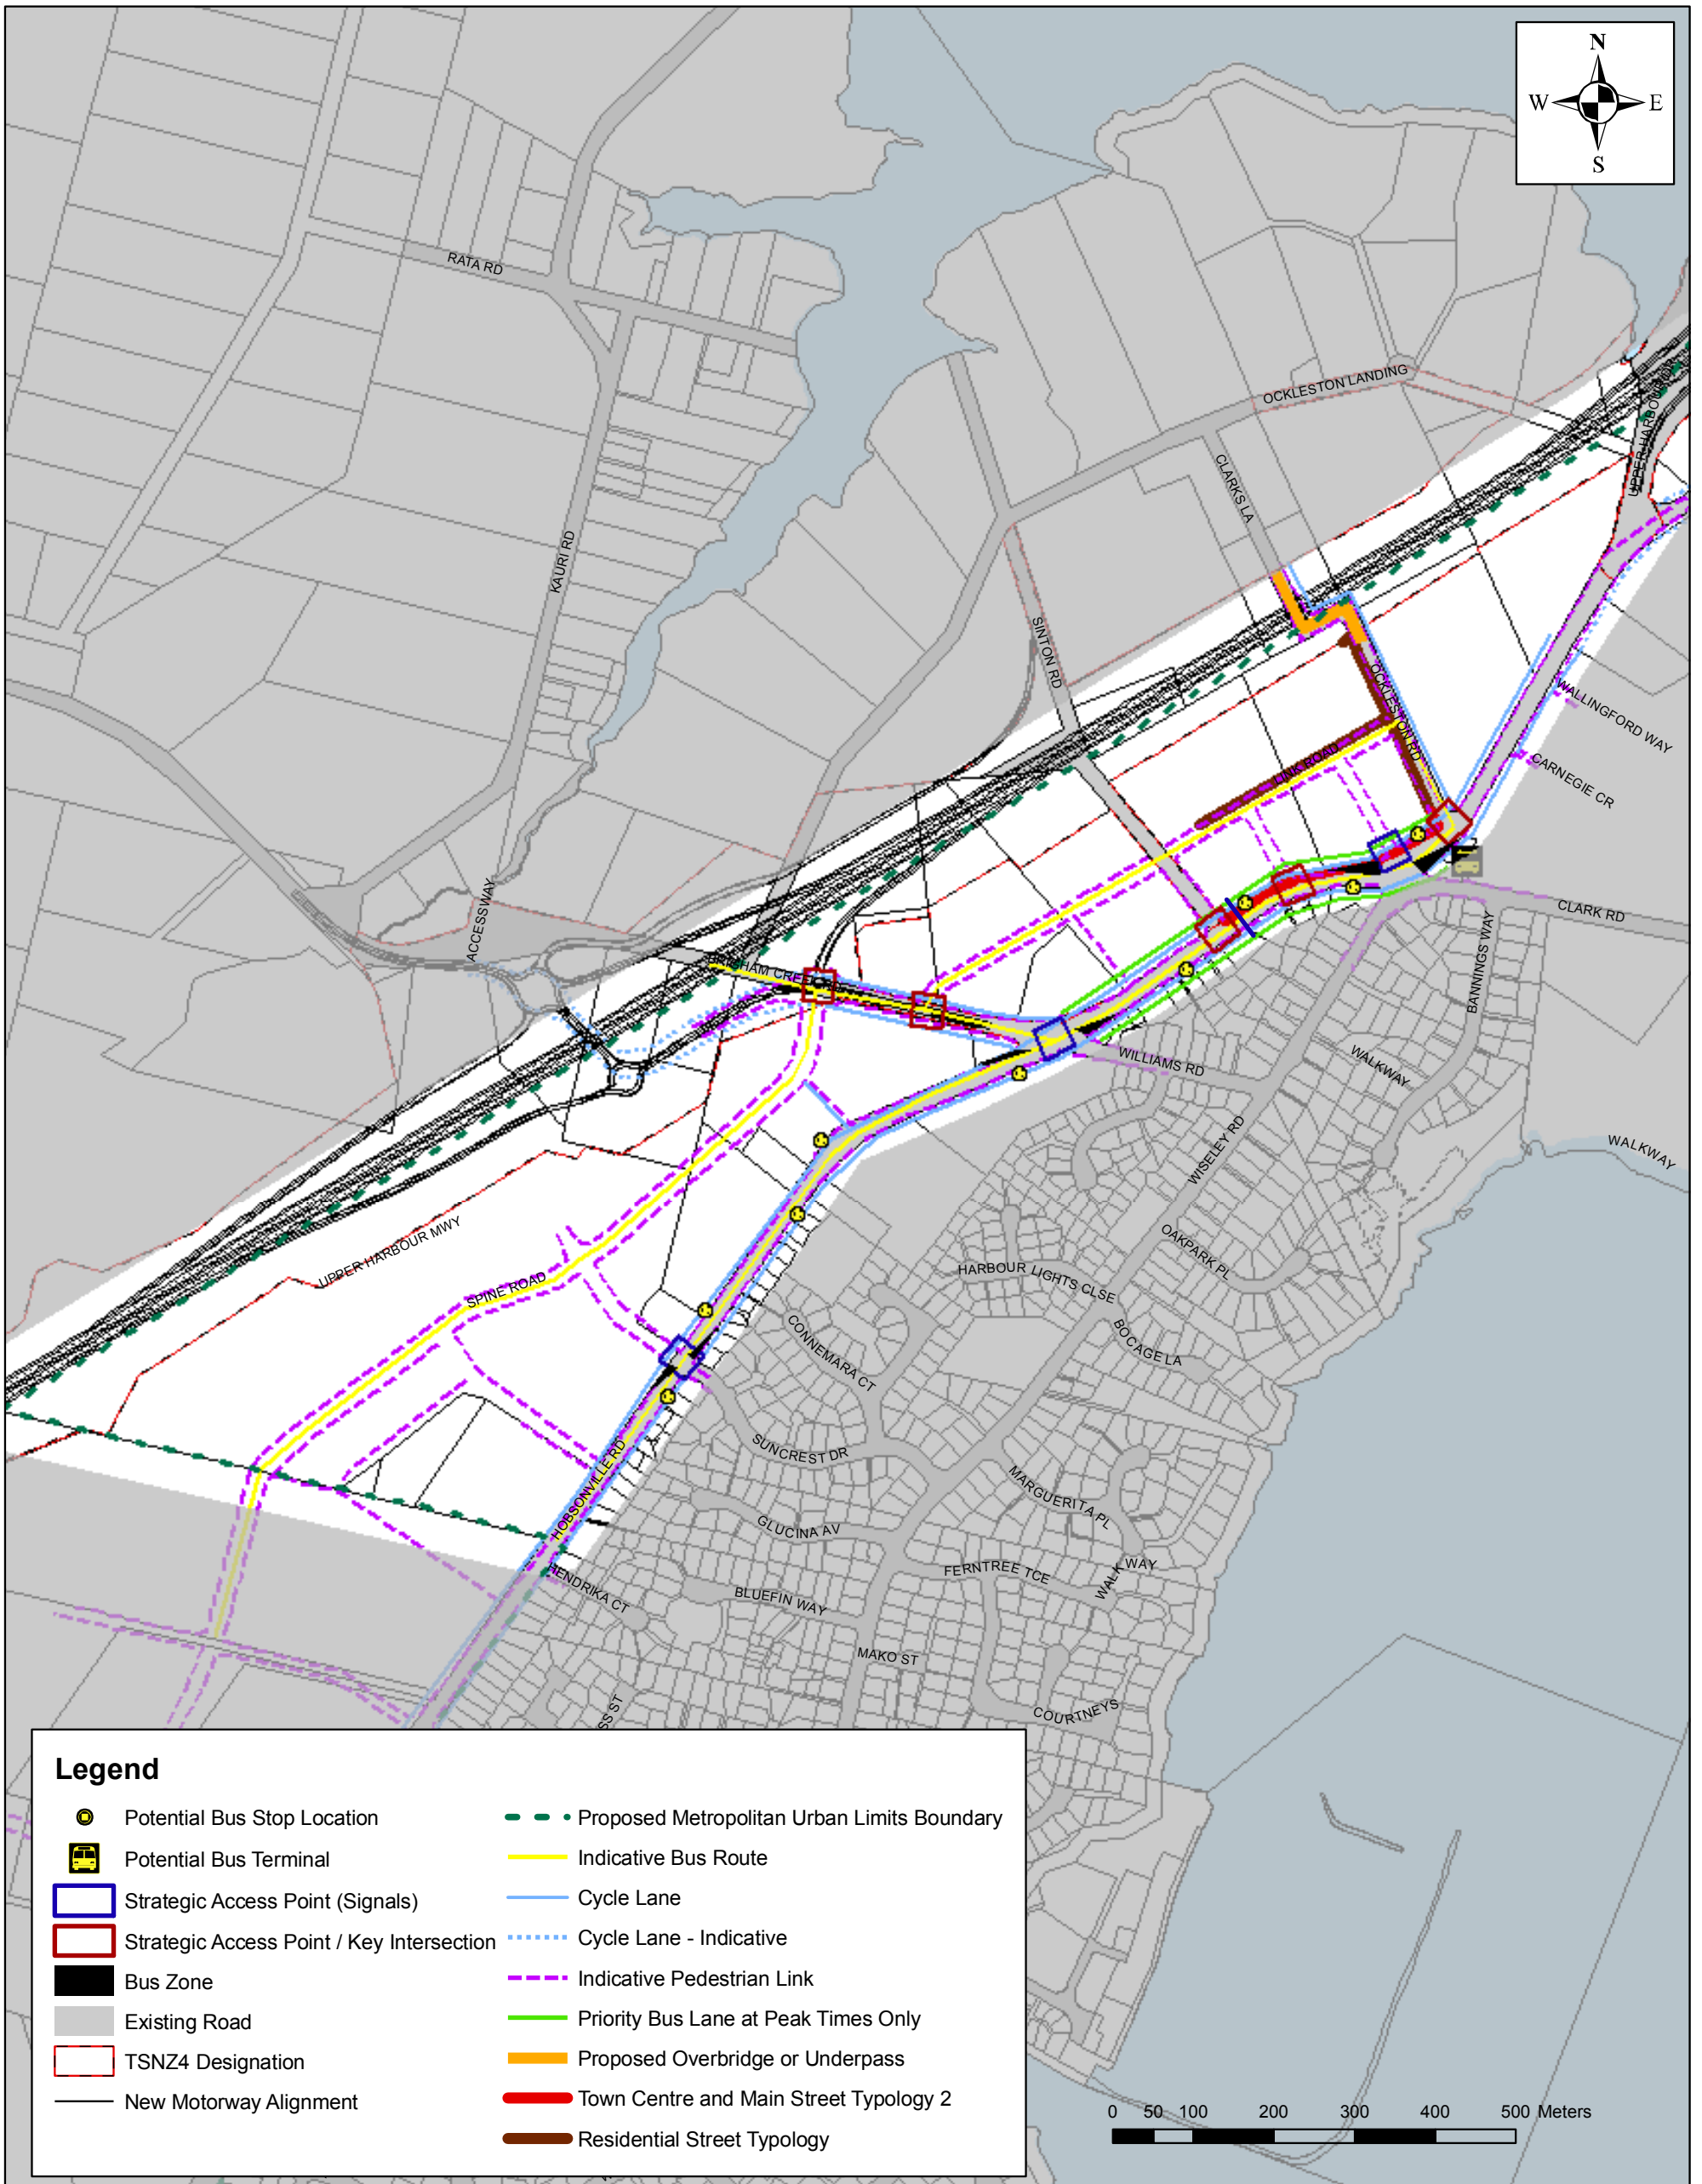 N
W E
S
RATA RD
OCKLESTON LANDING
UPPER HARBOUR
CLARKS LA
KAURI RD
SINTON RD
OCKLESTON RD
WALLINGFORD WAY
LINK ROAD
CARNEGIE CR
ACCESSWAY
CLARK RD
BANNINGS WAY
WILLIAMS RD
WALKWAY
WISELEY RD
WALKWAY
UPPER HARBOUR MWY
OAKPARK PL
SPINE ROAD
HARBOUR LIGHTS CLSE
CONNEMARA CT
BOCAGE LA
SUNCREST DR
HOBSONVILLE RD
MARGUERITA PL
GLUCINA AV
FERNTREE TCE
WALK WAY
HENDRIKA CT
BLUEFIN WAY
MAKO ST
COURTNEYS
Legend
Potential Bus Stop Location
Potential Bus Terminal
Strategic Access Point (Signals)
Strategic Access Point / Key Intersection
Bus Zone
Existing Road
TSNZ4 Designation
New Motorway Alignment
Proposed Metropolitan Urban Limits Boundary
Indicative Bus Route
Cycle Lane
Cycle Lane - Indicative
Indicative Pedestrian Link
Priority Bus Lane at Peak Times Only
Proposed Overbridge or Underpass
Town Centre and Main Street Typology 2
Residential Street Typology
0 50 100 200 300 400 500 Meters